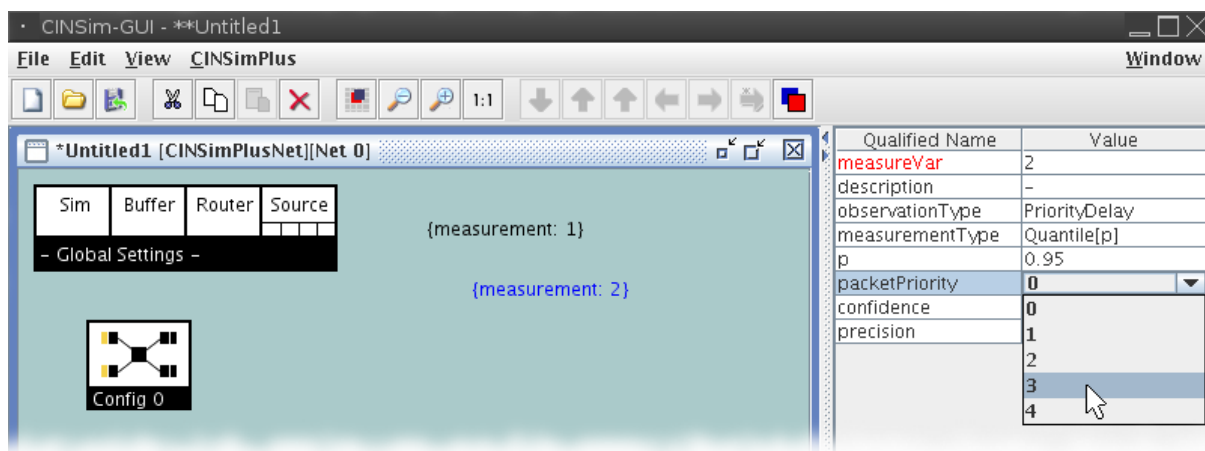 CINSim-GUI - **Untitled1
File Edit View CINSimPlus Window
1:1
*Untitled1 [CINSimPlusNet][Net 0]
Sim Buffer Router Source
- Global Settings -
{measurement: 1}
{measurement: 2}
Config 0
Qualified Name Value
measureVar 2
description -
observationType PriorityDelay
measurementType Quantile[p]
p 0.95
packetPriority 0
confidence
precision
0
1
2
3
4